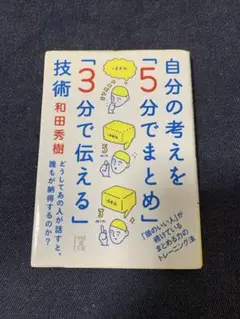 自分の考えを
「5分でまとめ」
「3分で伝える」
技術
和田秀樹
どうしてあの人が話すと、
誰もが納得するのか？
「頭のいい人」が
続けている
まとめる力の
トレーニング法